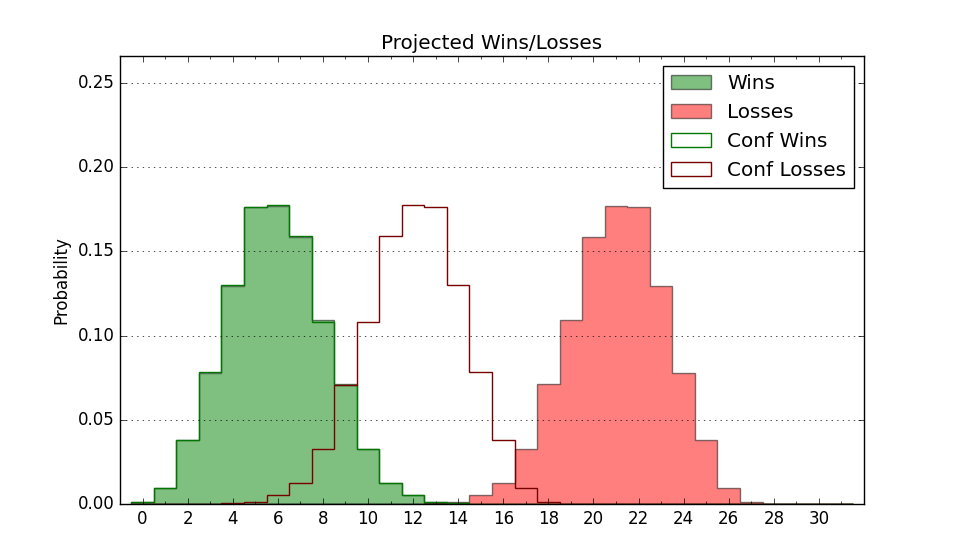 Projected Wins/Losses
0.25
0.20
0.15
0.10
0.05
0.00
Probability
Wins
Losses
Conf Wins
Conf Losses
0 2 4 6 8 10 12 14 16 18 20 22 24 26 28 30